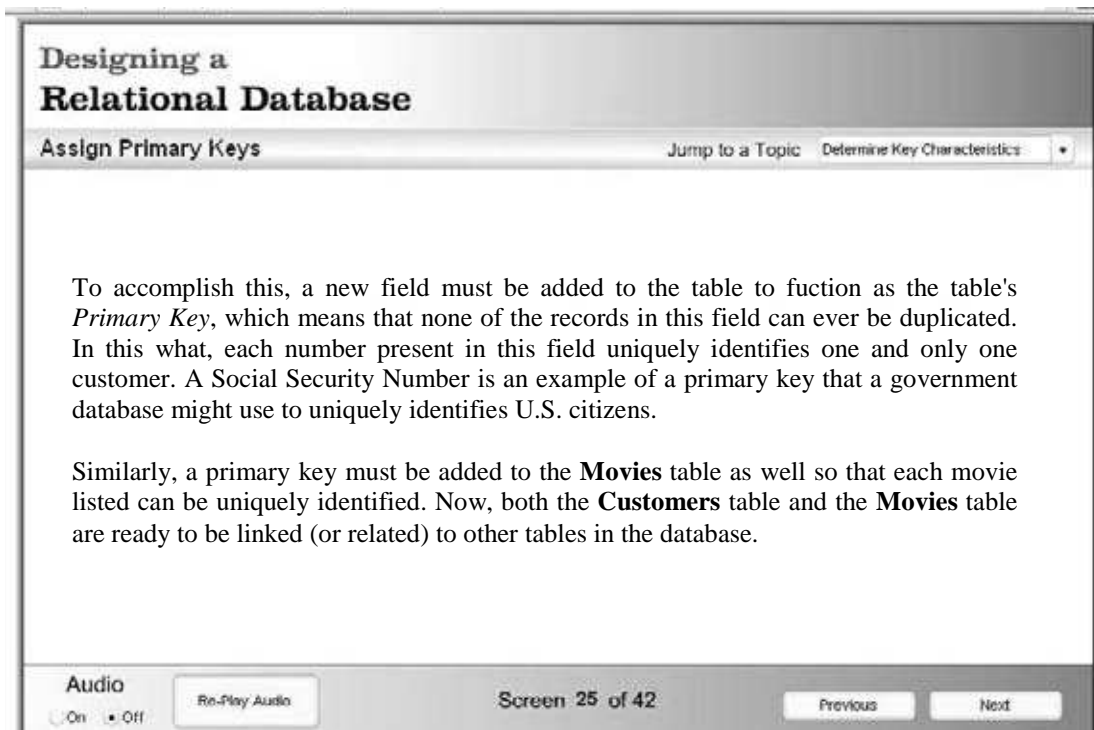 Designing a
Relational Database
Assign Primary Keys Jump to a Topic Determine Key Characteristics
To accomplish this, a new field must be added to the table to fuction as the table's
Primary Key, which means that none of the records in this field can ever be duplicated.
In this what, each number present in this field uniquely identifies one and only one
customer. A Social Security Number is an example of a primary key that a government
database might use to uniquely identifies U.S. citizens.
Similarly, a primary key must be added to the Movies table as well so that each movie
listed can be uniquely identified. Now, both the Customers table and the Movies table
are ready to be linked (or related) to other tables in the database.
Audio
On Off Re-Play Audio Screen 25 of 42 Previous Next